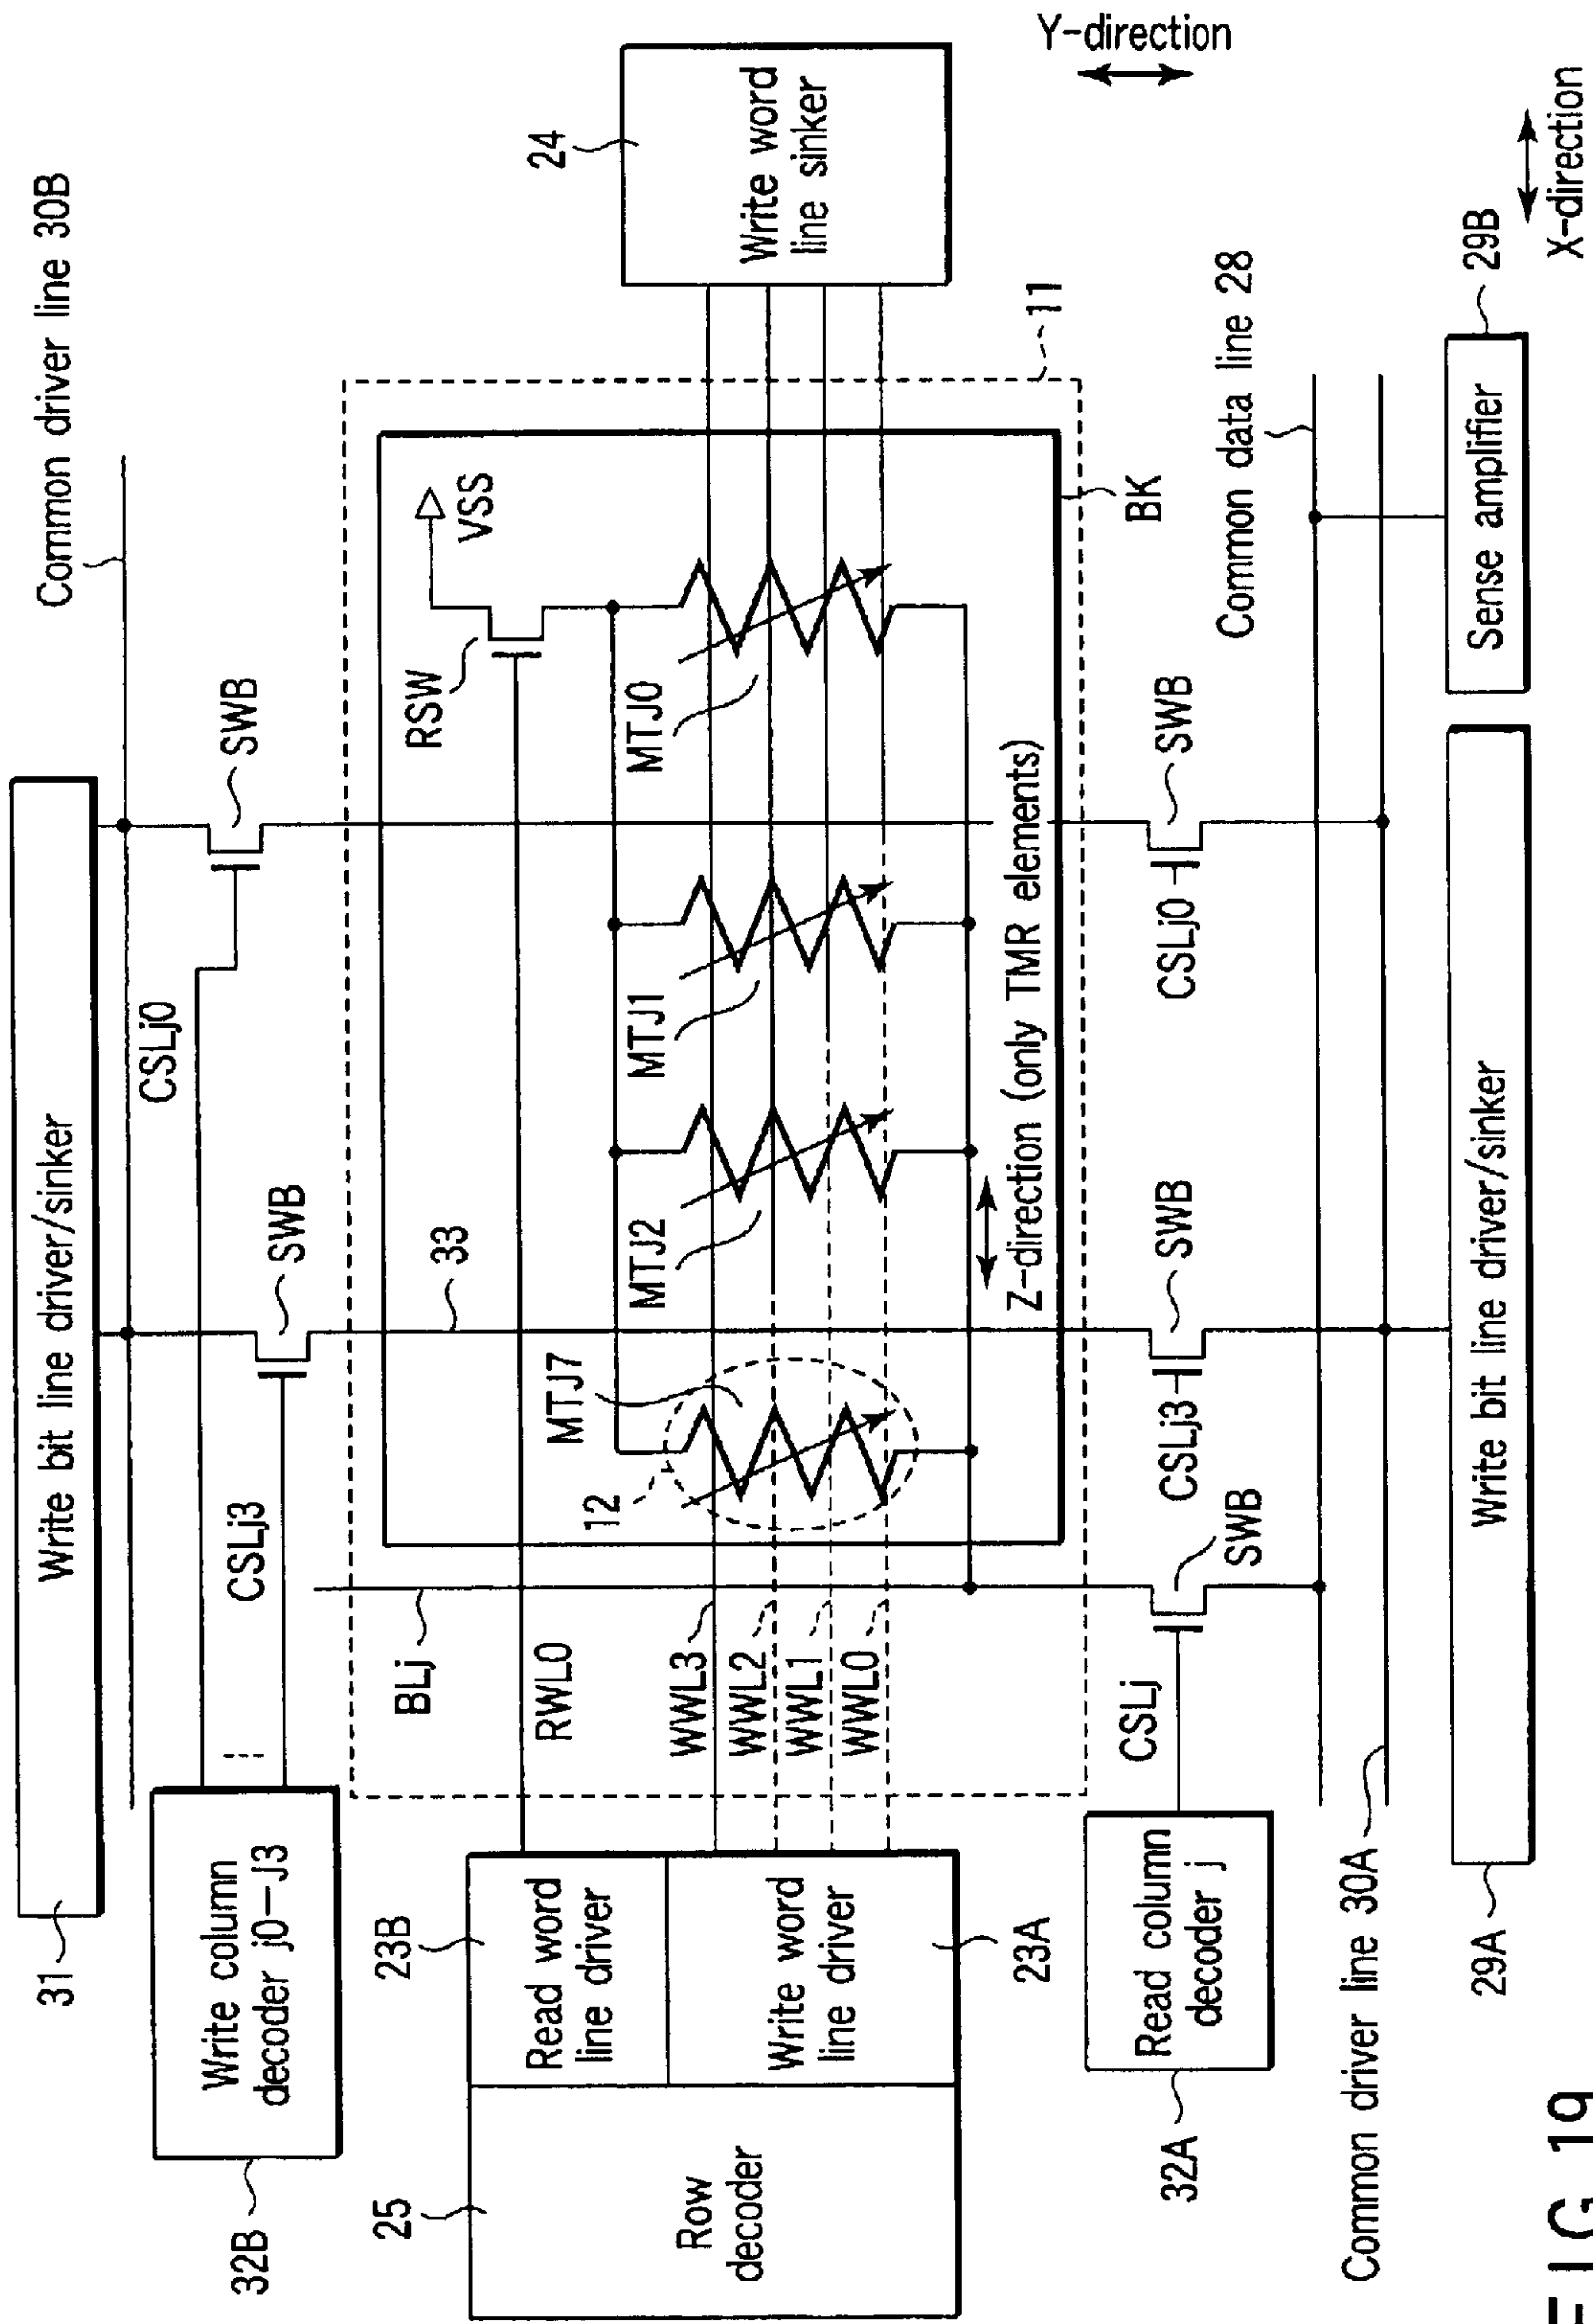 Common driver line 30B
Write bit line driver/sinker
31
CSLj0
SWB
CSLj3
SWB
Write column
decoder j0-J3
32B
24
Write word
line sinker
Y-direction
X-direction
11
VSS
RSW
33
RWL0
BLj
23B
Read word
line driver
25
Row
decoder
Write word
line driver
23A
MTJ0
MTJ1
MTJ2
MTJ7
12
WWL3
WWL2
WWL1
WWL0
Z-direction (only TMR elements)
BK
CSLj0
SWB
CSLj3
SWB
CSLj
SWB
Read column
decoder j
32A
Common data line 28
Common driver line 30A
Sense amplifier
29B
Write bit line driver/sinker
29A
FIG. 19